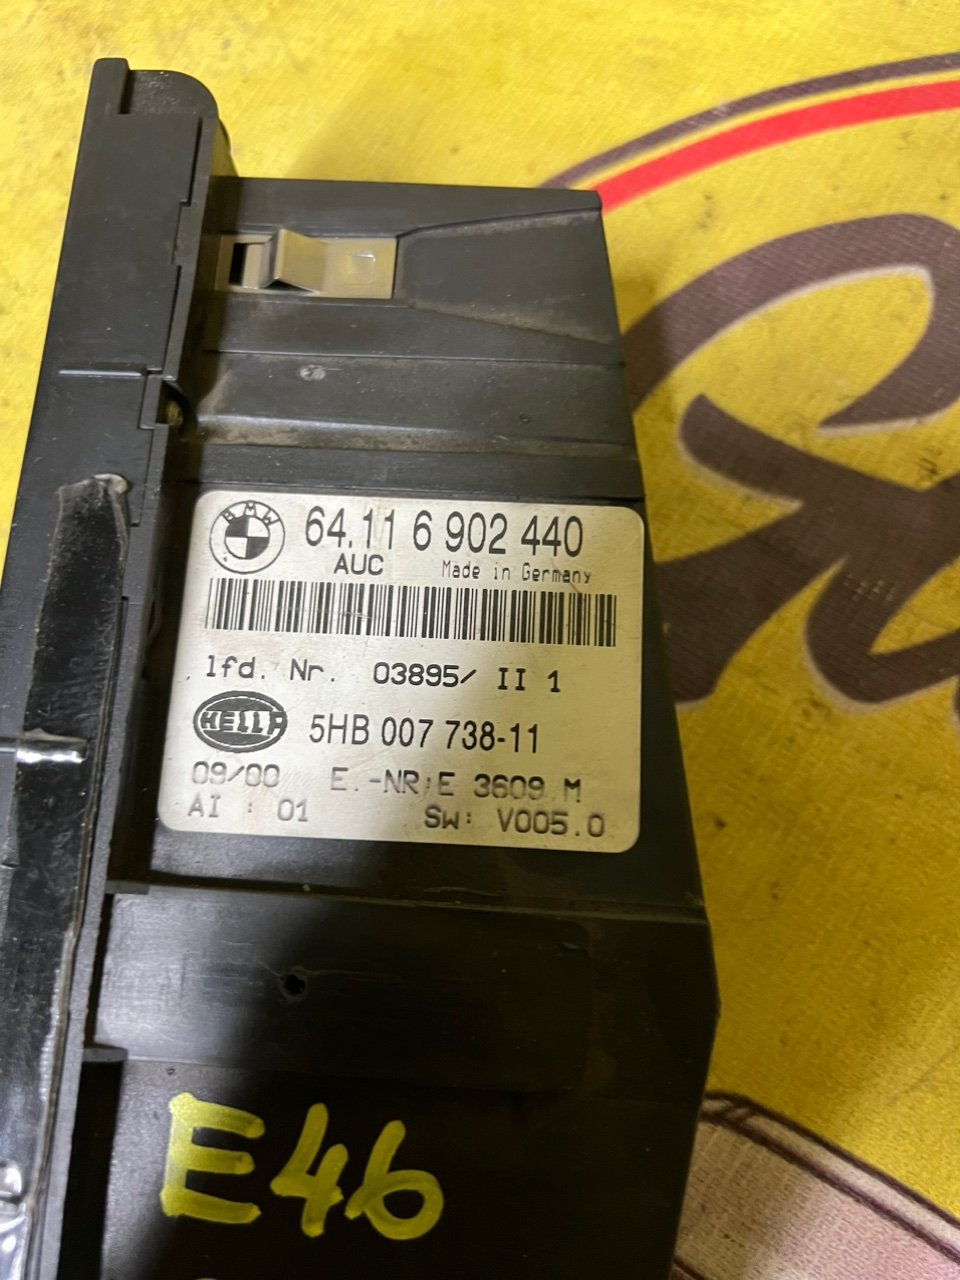 BMW
64.11 6 902 440
AUC Made in Germany
lfd. Nr. 03895/ II 1
HELLA
5HB 007 738-11
09/00 E.-NR:E 3609 M
AI : 01 Sw: V005.0
E46